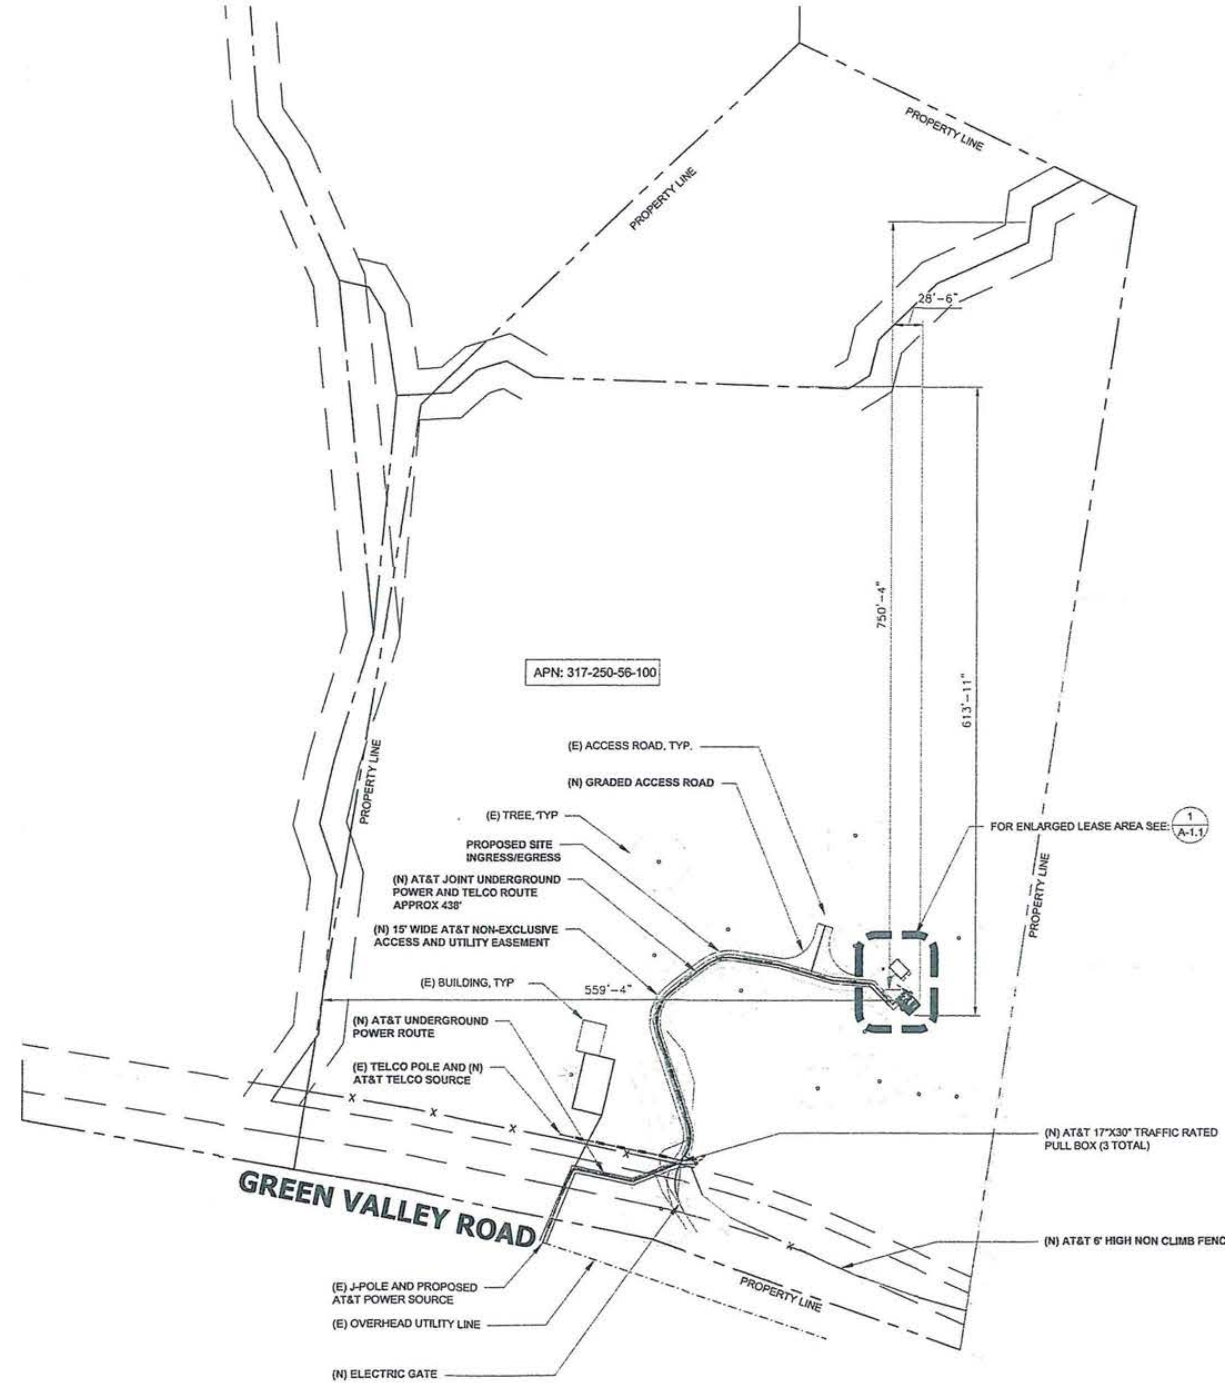 PROPERTY LINE
PROPERTY LINE
28'-6"
750'-4"
613'-11"
APN: 317-250-56-100
(E) ACCESS ROAD, TYP.
(N) GRADED ACCESS ROAD
(E) TREE, TYP
PROPOSED SITE
INGRESS/EGRESS
(N) AT&T JOINT UNDERGROUND
POWER AND TELCO ROUTE
APPROX 438'
(N) 15' WIDE AT&T NON-EXCLUSIVE
ACCESS AND UTILITY EASEMENT
(E) BUILDING, TYP
559'-4"
(N) AT&T UNDERGROUND
POWER ROUTE
(E) TELCO POLE AND (N)
AT&T TELCO SOURCE
PROPERTY LINE
FOR ENLARGED LEASE AREA SEE:
1
A-1.1
PROPERTY LINE
X
X
X
X
X
(N) AT&T 17"X30" TRAFFIC RATED
PULL BOX (3 TOTAL)
GREEN VALLEY ROAD
(N) AT&T 6' HIGH NON CLIMB FENC
PROPERTY LINE
(E) J-POLE AND PROPOSED
AT&T POWER SOURCE
(E) OVERHEAD UTILITY LINE
(N) ELECTRIC GATE